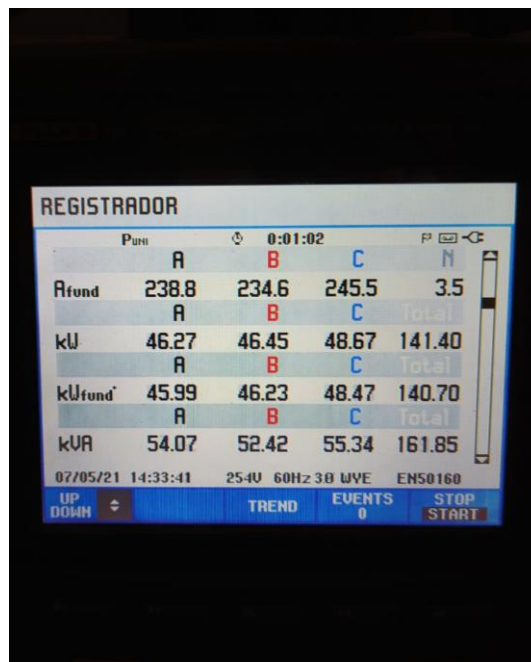 REGISTRADOR
PUNI 0:01:02
A B C N
Afund 238.8 234.6 245.5 3.5
A B C Total
kW 46.27 46.45 48.67 141.40
A B C Total
kWfund 45.99 46.23 48.47 140.70
A B C Total
kVA 54.07 52.42 55.34 161.85
07/05/21 14:33:41 254V 60Hz 3Ø WYE EN50160
UP DOWN TREND EVENTS 0 STOP START